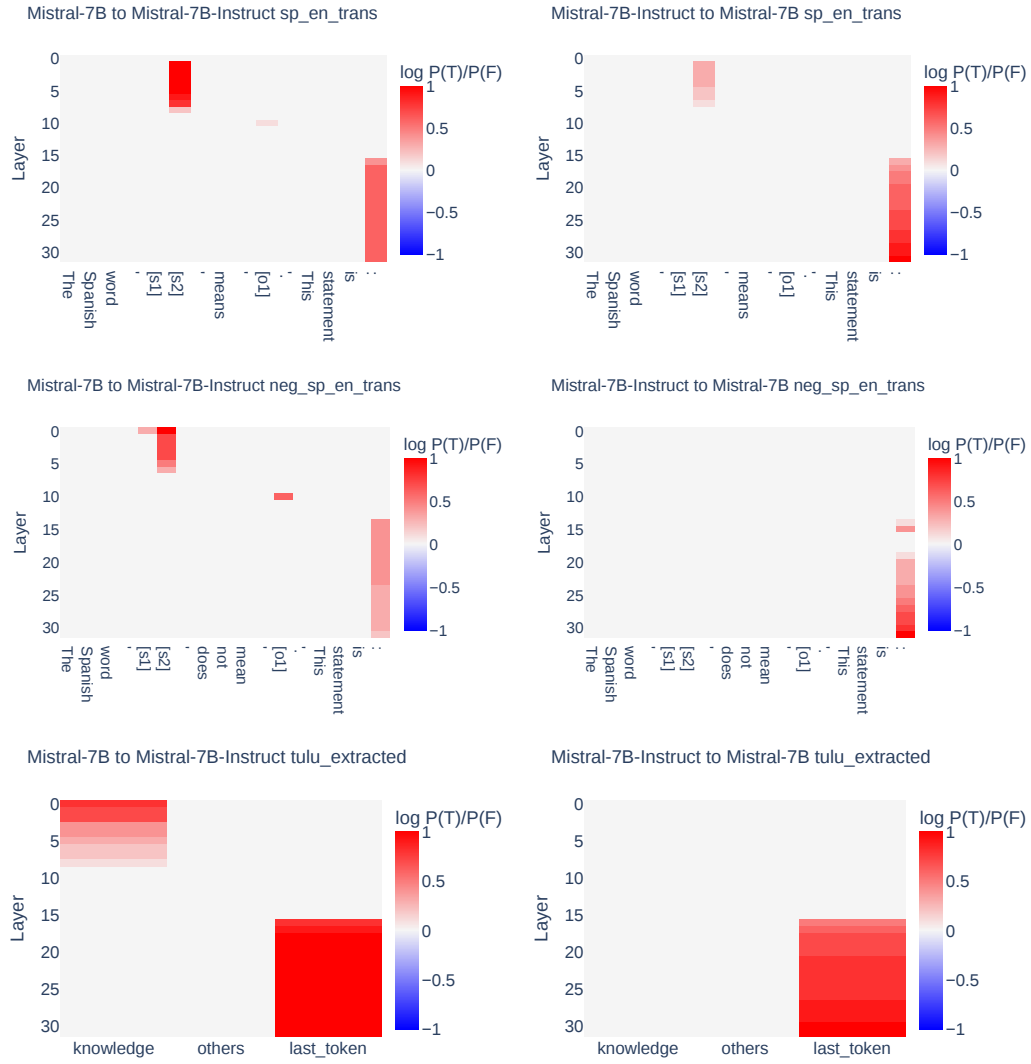 Mistral-7B to Mistral-7B-Instruct sp_en_trans
0
5
10
15
20
25
30
Layer
The
Spanish
word
'
[s1]
[s2]
'
means
'
[o1]
'.
This
statement
is
:
log P(T)/P(F)
1
0.5
0
−0.5
−1
Mistral-7B-Instruct to Mistral-7B sp_en_trans
0
5
10
15
20
25
30
Layer
The
Spanish
word
'
[s1]
[s2]
'
means
'
[o1]
'.
This
statement
is
:
log P(T)/P(F)
1
0.5
0
−0.5
−1
Mistral-7B to Mistral-7B-Instruct neg_sp_en_trans
0
5
10
15
20
25
30
Layer
The
Spanish
word
'
[s1]
[s2]
'
does
not
mean
'
[o1]
'.
This
statement
is
:
log P(T)/P(F)
1
0.5
0
−0.5
−1
Mistral-7B-Instruct to Mistral-7B neg_sp_en_trans
0
5
10
15
20
25
30
Layer
The
Spanish
word
'
[s1]
[s2]
'
does
not
mean
'
[o1]
'.
This
statement
is
:
log P(T)/P(F)
1
0.5
0
−0.5
−1
Mistral-7B to Mistral-7B-Instruct tulu_extracted
0
5
10
15
20
25
30
Layer
knowledge
others
last_token
log P(T)/P(F)
1
0.5
0
−0.5
−1
Mistral-7B-Instruct to Mistral-7B tulu_extracted
0
5
10
15
20
25
30
Layer
knowledge
others
last_token
log P(T)/P(F)
1
0.5
0
−0.5
−1